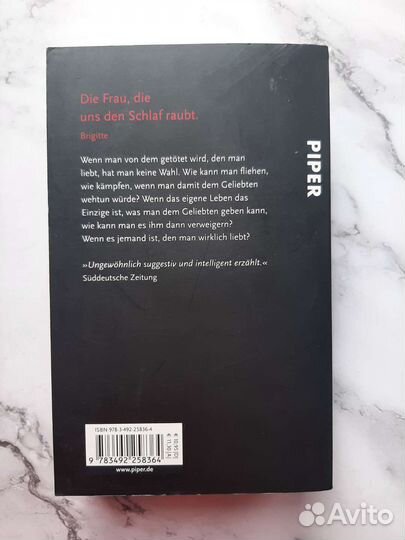 Die Frau, die
uns den Schlaf raubt.
Brigitte
Wenn man von dem getötet wird, den man
liebt, hat man keine Wahl. Wie kann man fliehen,
wie kämpfen, wenn man damit dem Geliebten
wehtun würde? Wenn das eigene Leben das
Einzige ist, was man dem Geliebten geben kann,
wie kann man es ihm dann verweigern?
Wenn es jemand ist, den man wirklich liebt?
»Ungewöhnlich suggestiv und intelligent erzählt.«
Süddeutsche Zeitung
PIPER
ISBN 978-3-492-25836-4
€ 10,95 (D)
€ 11,30 (A)
9 783492 258364
www.piper.de
Avito